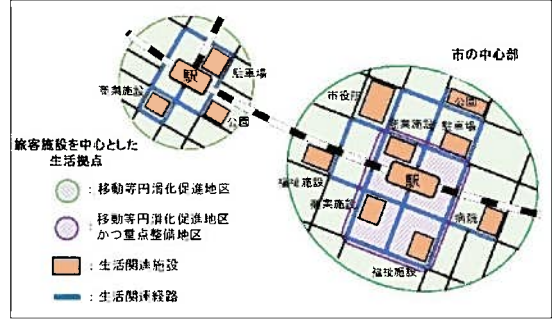 駅
駐車場
商業施設
公園
旅客施設を中心とした
生活拠点
市の中心部
市役所
公園
商業施設
駐車場
駅
福祉施設
商業施設
病院
福祉施設
:移動等円滑化促進地区
:移動等円滑化促進地区
かつ重点整備地区
:生活関連施設
:生活関連経路